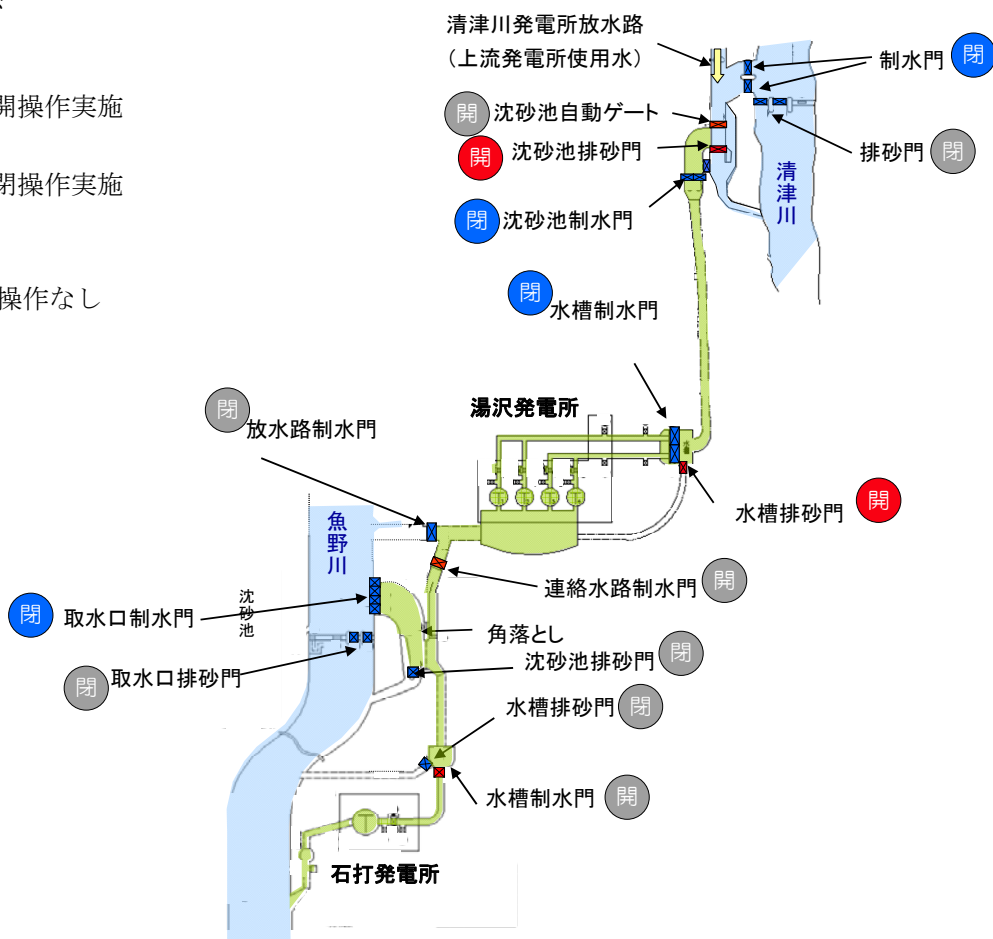 清津川発電所放水路
(上流発電所使用水)
制水門 閉
開操作実施
開 沈砂池自動ゲート
開 沈砂池排砂門
排砂門 閉
閉操作実施
清津川
閉 沈砂池制水門
操作なし
閉 水槽制水門
湯沢発電所
閉 放水路制水門
水槽排砂門 開
魚野川
連絡水路制水門 開
沈砂池
閉 取水口制水門
角落とし
沈砂池排砂門 閉
閉 取水口排砂門
水槽排砂門 閉
水槽制水門 開
T
石打発電所